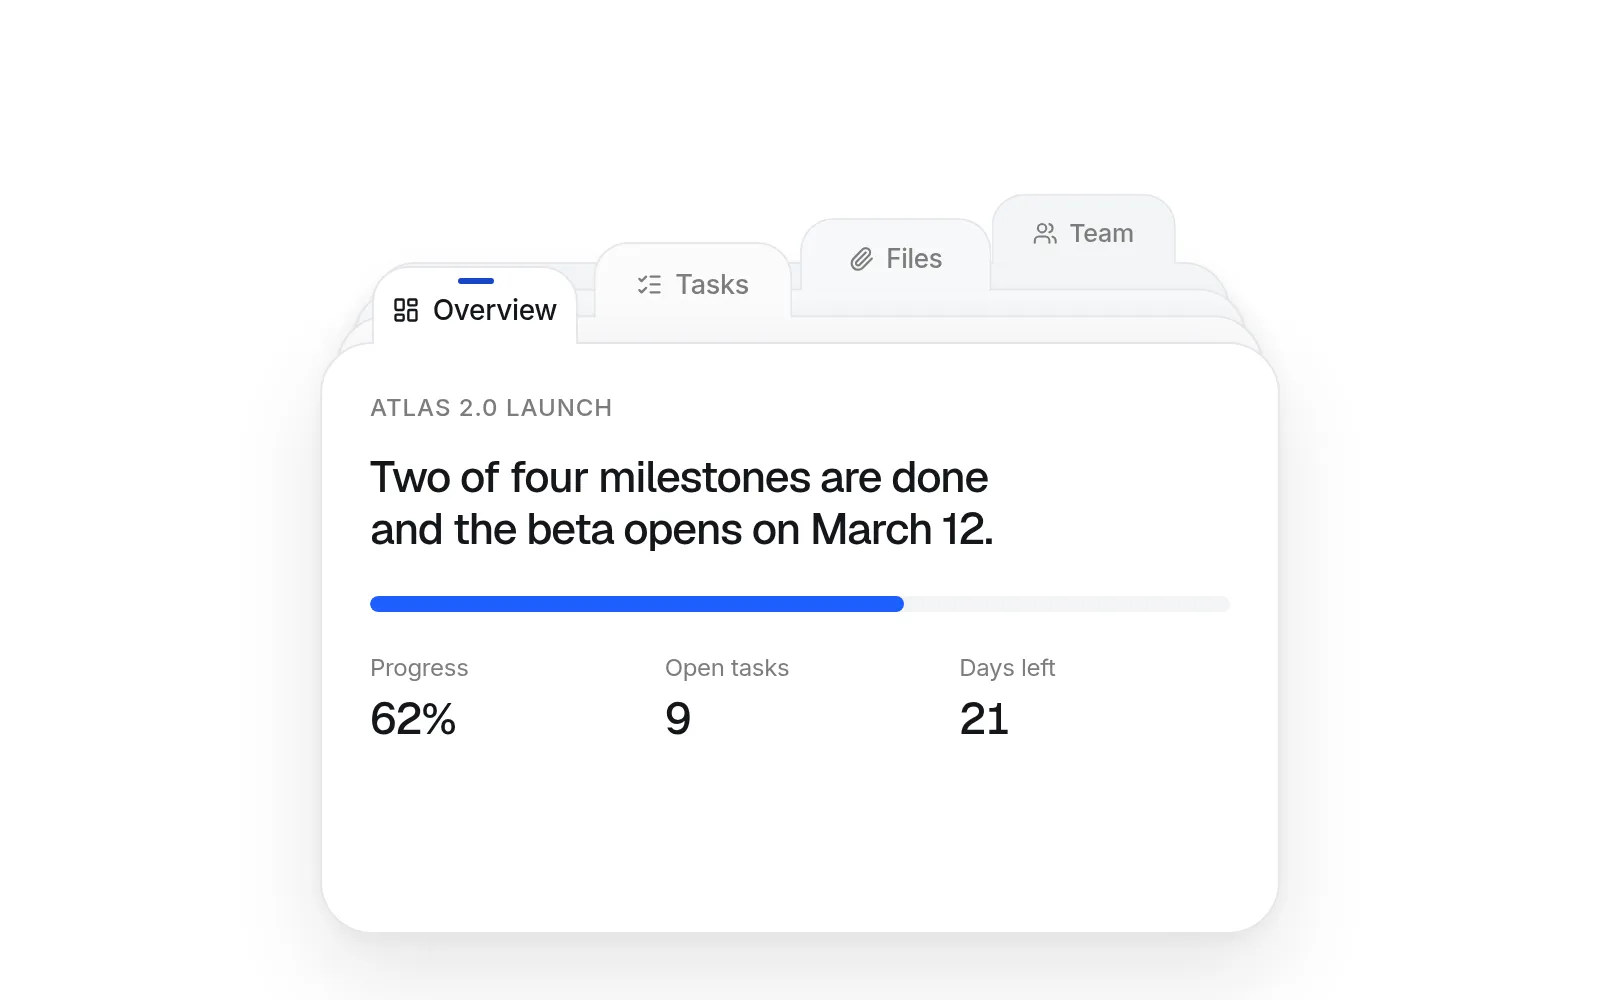 Overview
Tasks
Files
Team
ATLAS 2.0 LAUNCH
Two of four milestones are done
and the beta opens on March 12.
Progress
62%
Open tasks
9
Days left
21